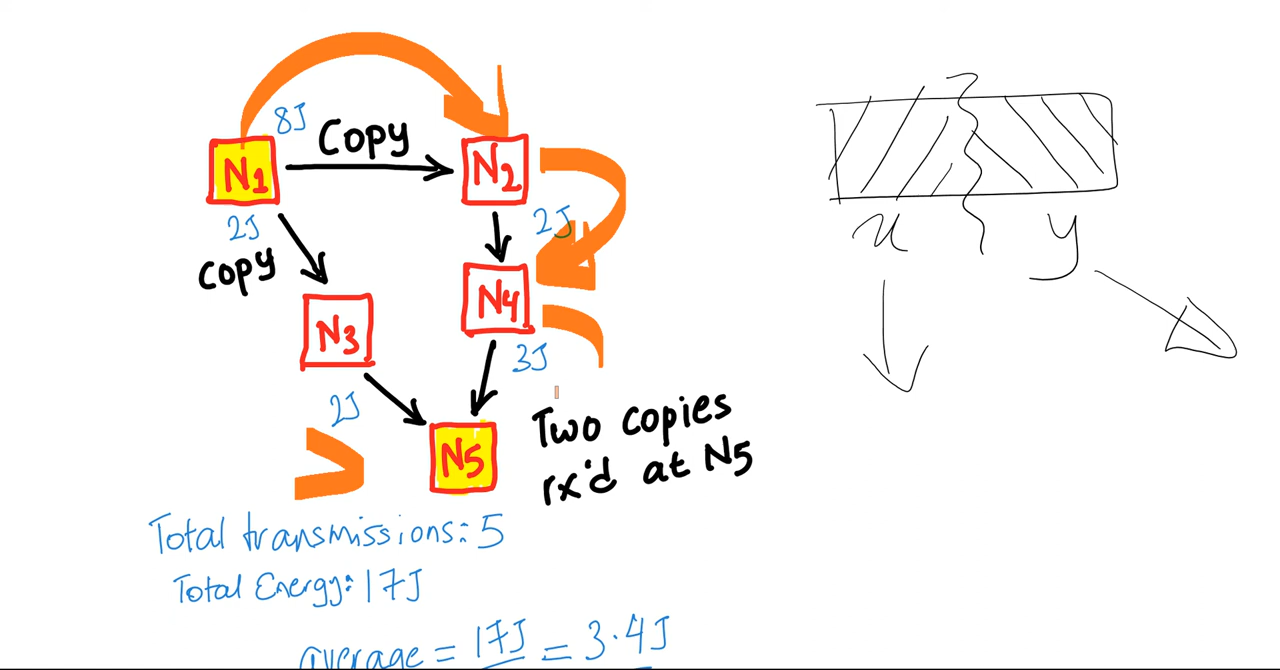 8J
Copy
N1
N2
2J
2J
Copy
N4
N3
3J
2J
Two copies
rx'd at N5
N5
Total transmissions: 5
Total Energy: 17J
average = 17J = 3.4J
x
y